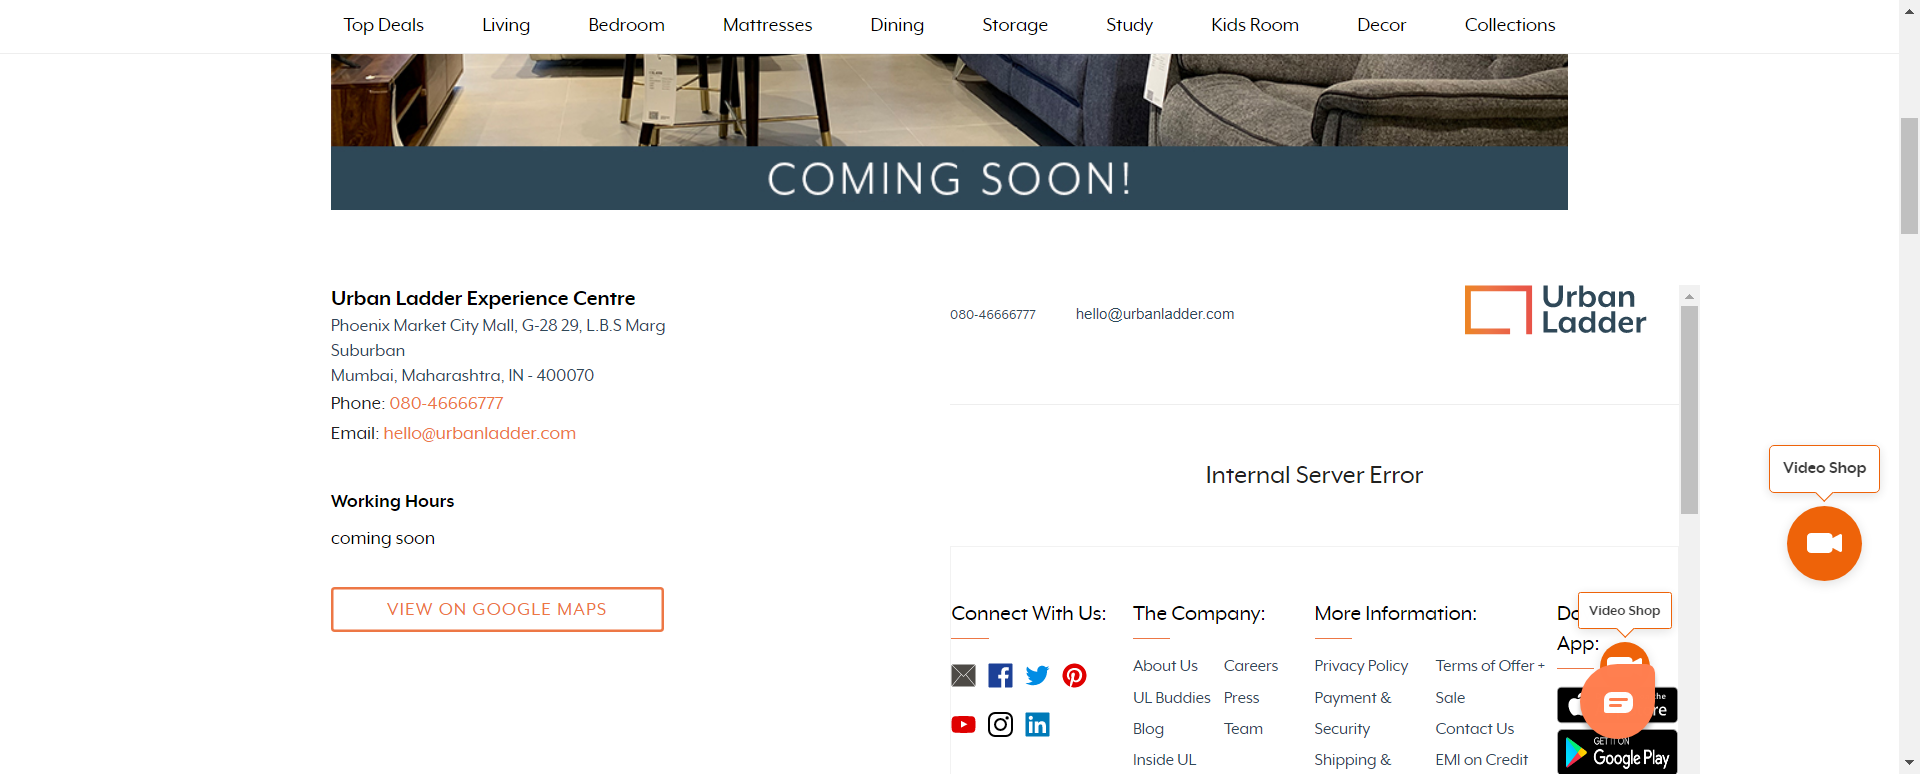 Top Deals Living Bedroom Mattresses Dining Storage Study Kids Room Decor Collections
COMING SOON!
Urban Ladder Experience Centre
Phoenix Market City Mall, G-28 29, L.B.S Marg
Suburban
Mumbai, Maharashtra, IN - 400070
Phone: 080-46666777
Email: hello@urbanladder.com
Working Hours
coming soon
VIEW ON GOOGLE MAPS
080-46666777 hello@urbanladder.com
Urban
Ladder
Internal Server Error
Connect With Us:
The Company:
About Us Careers
UL Buddies Press
Blog Team
Inside UL
More Information:
Privacy Policy Terms of Offer +
Payment & Sale
Security Contact Us
Shipping & EMI on Credit
App:
Video Shop
GET IT ON
Google Play
Video Shop